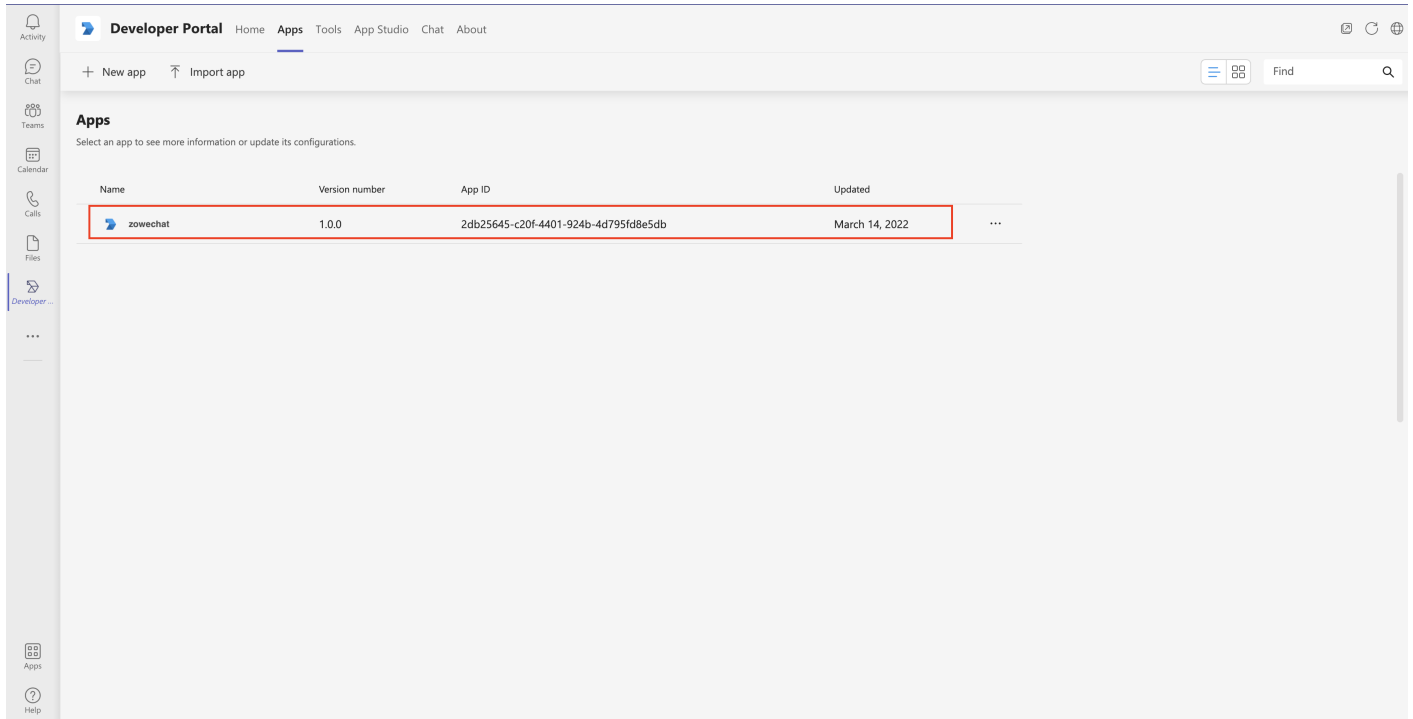 Activity
Chat
Teams
Calendar
Calls
Files
Developer ...
Apps
Help
Developer Portal Home Apps Tools App Studio Chat About
New app Import app
Find
Apps
Select an app to see more information or update its configurations.
Name Version number App ID Updated
zowechat 1.0.0 2db25645-c20f-4401-924b-4d795fd8e5db March 14, 2022